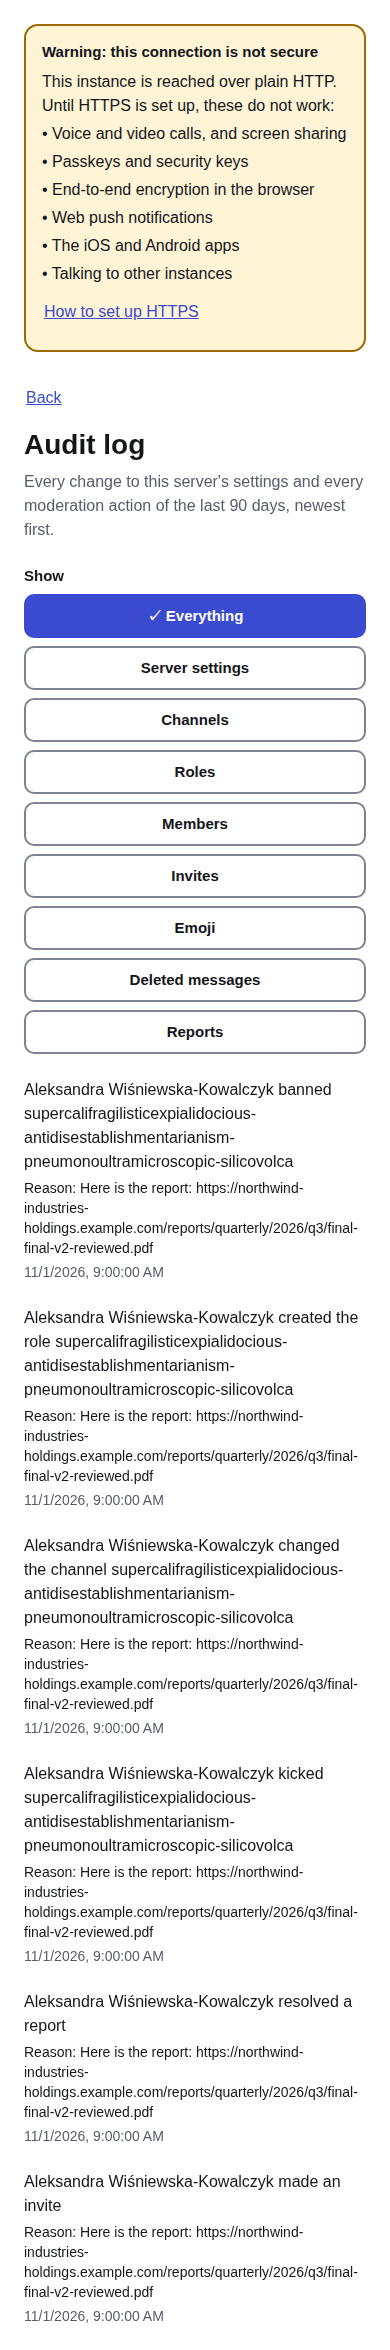 Warning: this connection is not secure
This instance is reached over plain HTTP.
Until HTTPS is set up, these do not work:
• Voice and video calls, and screen sharing
• Passkeys and security keys
• End-to-end encryption in the browser
• Web push notifications
• The iOS and Android apps
• Talking to other instances
How to set up HTTPS
Back
Audit log
Every change to this server's settings and every
moderation action of the last 90 days, newest
first.
Show
✓ Everything
Server settings
Channels
Roles
Members
Invites
Emoji
Deleted messages
Reports
Aleksandra Wiśniewska-Kowalczyk banned
supercalifragilisticexpialidocious-
antidisestablishmentarianism-
pneumonoultramicroscopic-silicovolca
Reason: Here is the report: https://northwind-
industries-
holdings.example.com/reports/quarterly/2026/q3/final-
final-v2-reviewed.pdf
11/1/2026, 9:00:00 AM
Aleksandra Wiśniewska-Kowalczyk created the
role supercalifragilisticexpialidocious-
antidisestablishmentarianism-
pneumonoultramicroscopic-silicovolca
Reason: Here is the report: https://northwind-
industries-
holdings.example.com/reports/quarterly/2026/q3/final-
final-v2-reviewed.pdf
11/1/2026, 9:00:00 AM
Aleksandra Wiśniewska-Kowalczyk changed
the channel supercalifragilisticexpialidocious-
antidisestablishmentarianism-
pneumonoultramicroscopic-silicovolca
Reason: Here is the report: https://northwind-
industries-
holdings.example.com/reports/quarterly/2026/q3/final-
final-v2-reviewed.pdf
11/1/2026, 9:00:00 AM
Aleksandra Wiśniewska-Kowalczyk kicked
supercalifragilisticexpialidocious-
antidisestablishmentarianism-
pneumonoultramicroscopic-silicovolca
Reason: Here is the report: https://northwind-
industries-
holdings.example.com/reports/quarterly/2026/q3/final-
final-v2-reviewed.pdf
11/1/2026, 9:00:00 AM
Aleksandra Wiśniewska-Kowalczyk resolved a
report
Reason: Here is the report: https://northwind-
industries-
holdings.example.com/reports/quarterly/2026/q3/final-
final-v2-reviewed.pdf
11/1/2026, 9:00:00 AM
Aleksandra Wiśniewska-Kowalczyk made an
invite
Reason: Here is the report: https://northwind-
industries-
holdings.example.com/reports/quarterly/2026/q3/final-
final-v2-reviewed.pdf
11/1/2026, 9:00:00 AM